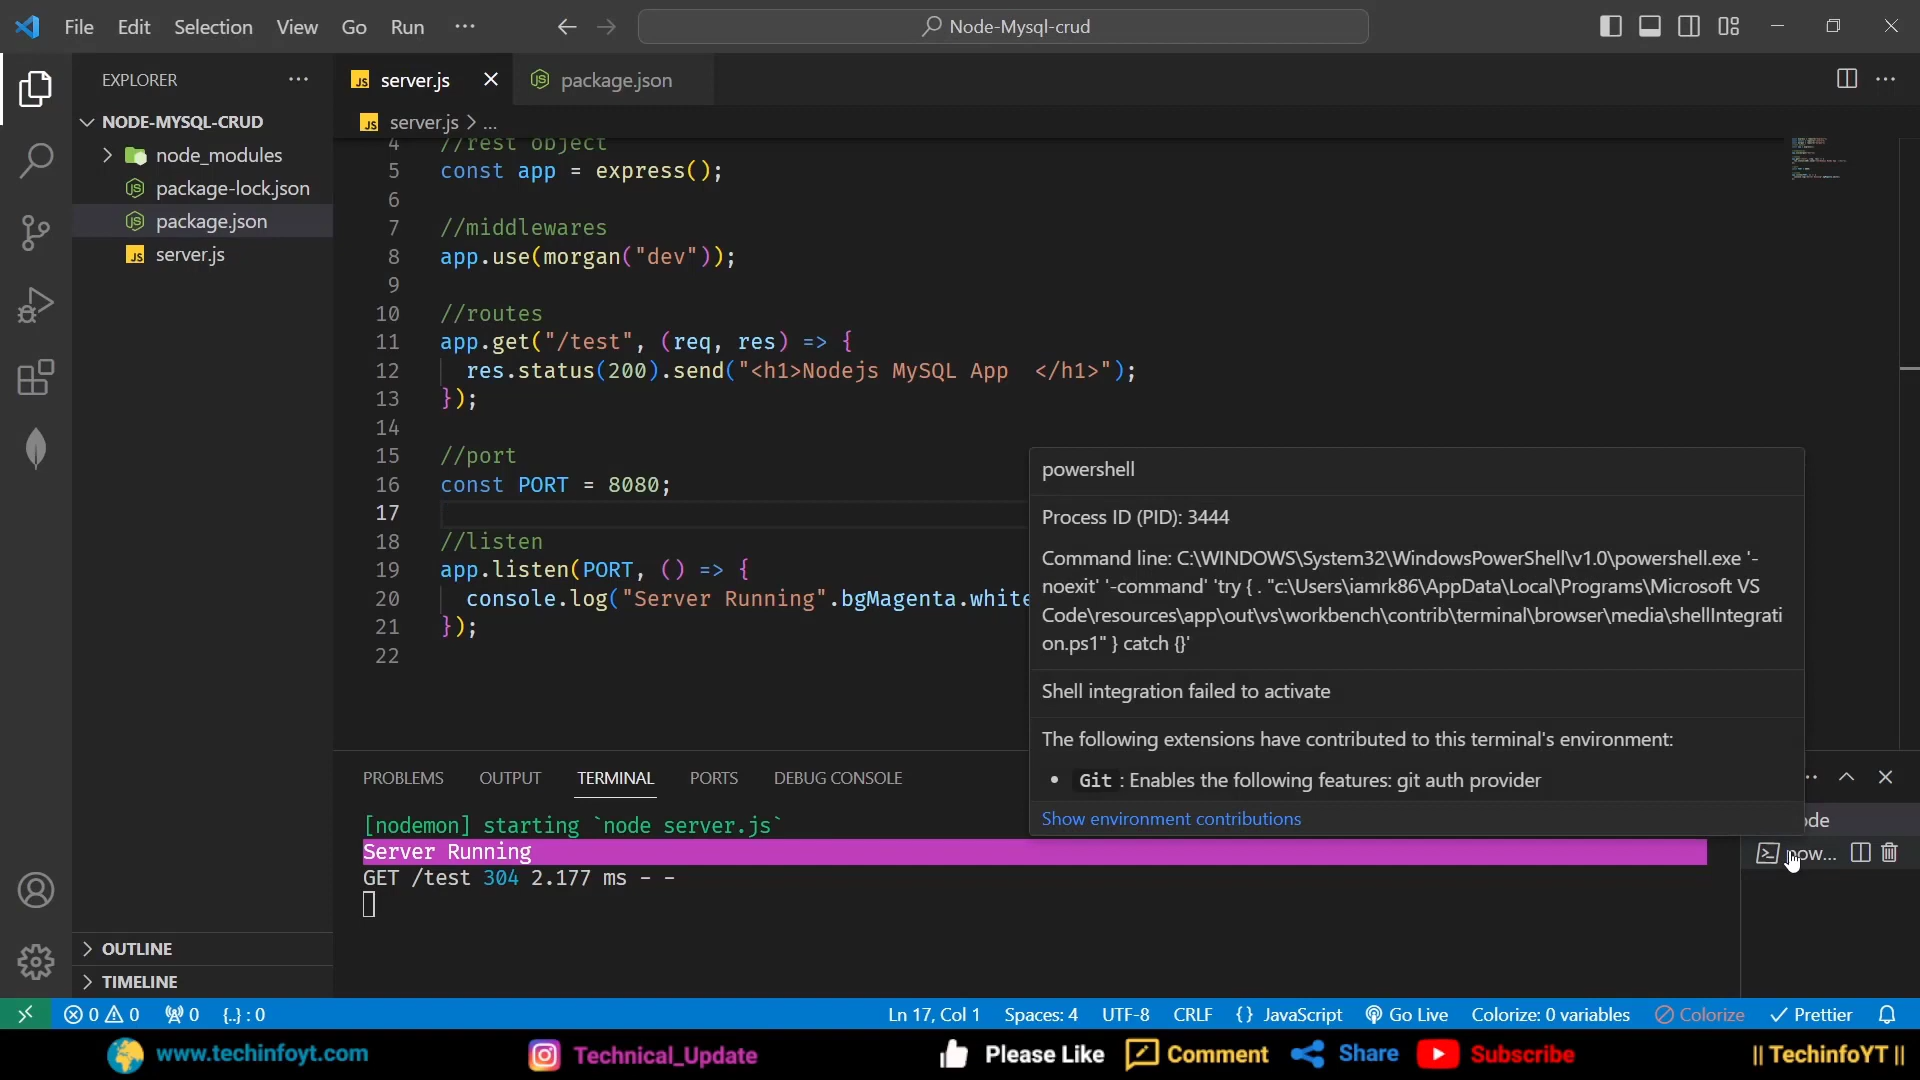 File Edit Selection View Go Run ···
Node-Mysql-crud
EXPLORER ···
server.js
package.json
NODE-MYSQL-CRUD
server.js > ...
node_modules
package-lock.json
package.json
server.js
4 //rest object
5 const app = express();
6
7 //middlewares
8 app.use(morgan("dev"));
9
10 //routes
11 app.get("/test", (req, res) => {
12 res.status(200).send("<h1>Nodejs MySQL App </h1>");
13 });
14
15 //port
16 const PORT = 8080;
17
18 //listen
19 app.listen(PORT, () => {
20 console.log("Server Running".bgMagenta.white
21 });
22
powershell
Process ID (PID): 3444
Command line: C:\WINDOWS\System32\WindowsPowerShell\v1.0\powershell.exe '-
noexit' '-command' 'try { . "c:\Users\iamrk86\AppData\Local\Programs\Microsoft VS
Code\resources\app\out\vs\workbench\contrib\terminal\browser\media\shellIntegrati
on.ps1" } catch {}'
Shell integration failed to activate
The following extensions have contributed to this terminal's environment:
• Git : Enables the following features: git auth provider
Show environment contributions
PROBLEMS OUTPUT TERMINAL PORTS DEBUG CONSOLE
[nodemon] starting `node server.js`
Server Running
GET /test 304 2.177 ms - -
ode
pow...
OUTLINE
TIMELINE
0 0 0 {..} : 0
Ln 17, Col 1 Spaces: 4 UTF-8 CRLF {} JavaScript Go Live Colorize: 0 variables Colorize Prettier
www.techinfoyt.com Technical_Update Please Like Comment Share Subscribe || TechinfoYT ||